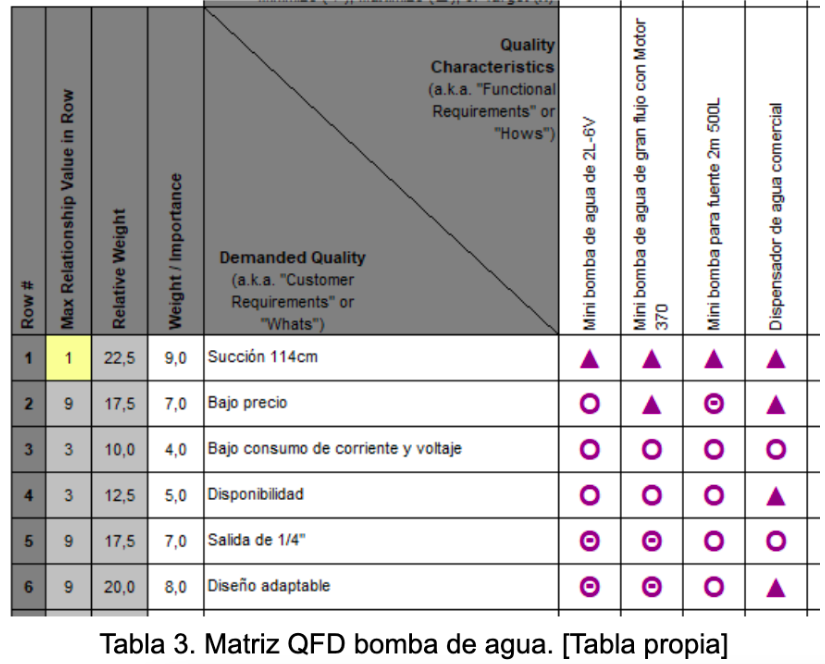 Quality
Characteristics
(a.k.a. "Functional
Requirements" or
"Hows")
Demanded Quality
(a.k.a. "Customer
Requirements" or
"Whats")
Row #
Max Relationship Value in Row
Relative Weight
Weight / Importance
Mini bomba de agua de 2L-6V
Mini bomba de agua de gran flujo con Motor
370
Mini bomba para fuente 2m 500L
Dispensador de agua comercial
1 1 22,5 9,0 Succión 114cm ▲ ▲ ▲ ▲
2 9 17,5 7,0 Bajo precio O ▲ Θ ▲
3 3 10,0 4,0 Bajo consumo de corriente y voltaje O O O O
4 3 12,5 5,0 Disponibilidad O O O ▲
5 9 17,5 7,0 Salida de 1/4" Θ Θ O O
6 9 20,0 8,0 Diseño adaptable Θ Θ O ▲
Tabla 3. Matriz QFD bomba de agua. [Tabla propia]